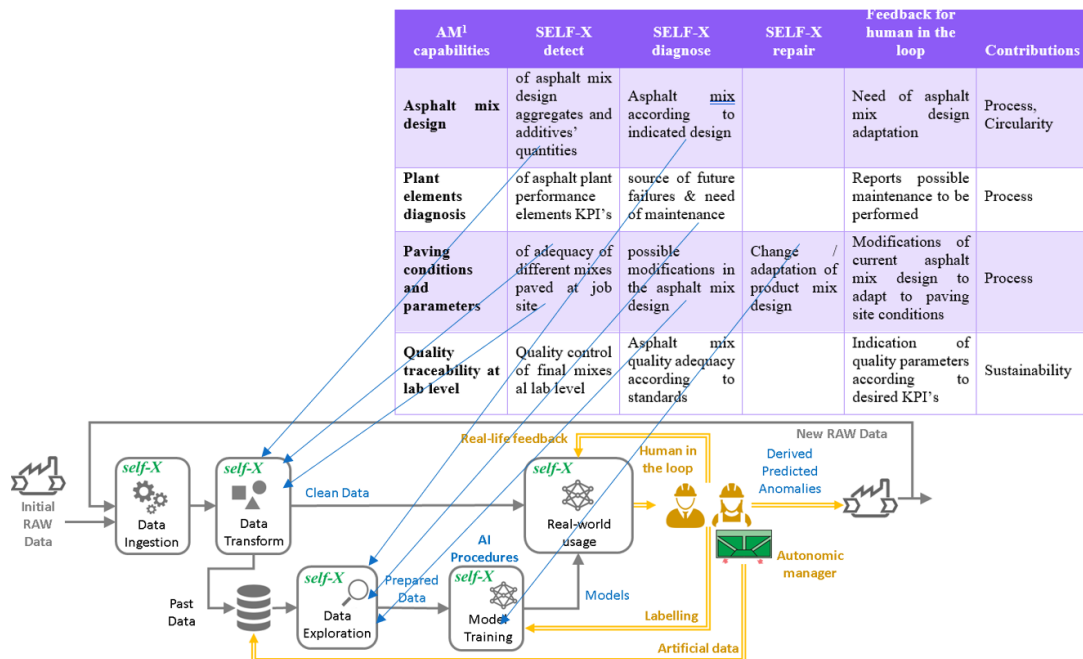 AM1 capabilities
SELF-X detect
SELF-X diagnose
SELF-X repair
Feedback for human in the loop
Contributions
Asphalt mix design
of asphalt mix design aggregates and additives' quantities
Asphalt mix according to indicated design
Need of asphalt mix design adaptation
Process, Circularity
Plant elements diagnosis
of asphalt plant performance elements KPI's
source of future failures & need of maintenance
Reports possible maintenance to be performed
Process
Paving conditions and parameters
of adequacy of different mixes paved at job site
possible modifications in the asphalt mix design
Change / adaptation of product mix design
Modifications of current asphalt mix design to adapt to paving site conditions
Process
Quality traceability at lab level
Quality control of final mixes al lab level
Asphalt mix quality adequacy according to standards
Indication of quality parameters according to desired KPI's
Sustainability
Real-life feedback
New RAW Data
Human in the loop
Derived Predicted Anomalies
Initial RAW Data
self-X
Data Ingestion
self-X
Data Transform
Clean Data
self-X
Real-world usage
Autonomic manager
AI Procedures
Past Data
self-X
Data Exploration
Prepared Data
self-X
Model Training
Models
Labelling
Artificial data